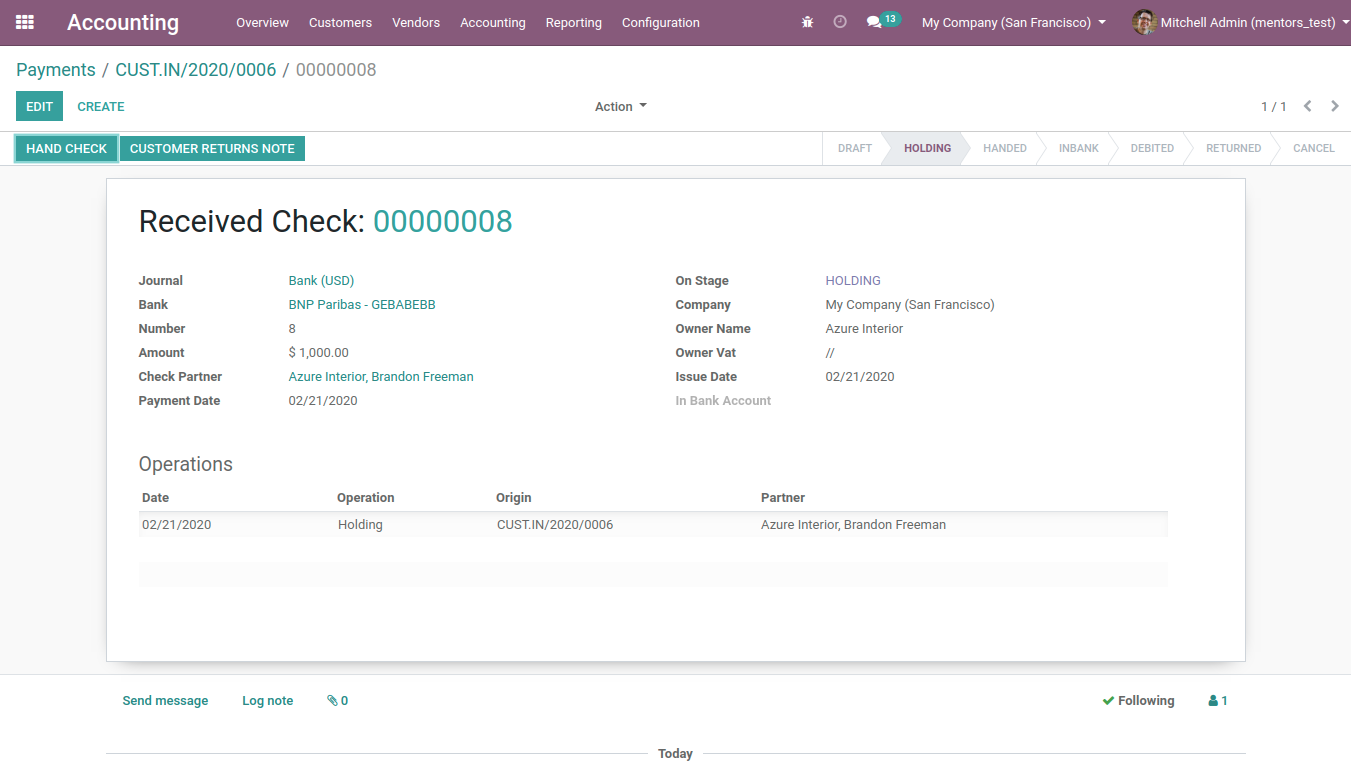 Accounting Overview Customers Vendors Accounting Reporting Configuration 13 My Company (San Francisco) Mitchell Admin (mentors_test)
Payments / CUST.IN/2020/0006 / 00000008
EDIT CREATE Action 1 / 1
HAND CHECK CUSTOMER RETURNS NOTE DRAFT HOLDING HANDED INBANK DEBITED RETURNED CANCEL
Received Check: 00000008
Journal Bank (USD) On Stage HOLDING
Bank BNP Paribas - GEBABEBB Company My Company (San Francisco)
Number 8 Owner Name Azure Interior
Amount $ 1,000.00 Owner Vat //
Check Partner Azure Interior, Brandon Freeman Issue Date 02/21/2020
Payment Date 02/21/2020 In Bank Account
Operations
Date Operation Origin Partner
02/21/2020 Holding CUST.IN/2020/0006 Azure Interior, Brandon Freeman
Send message Log note 0 Following 1
Today